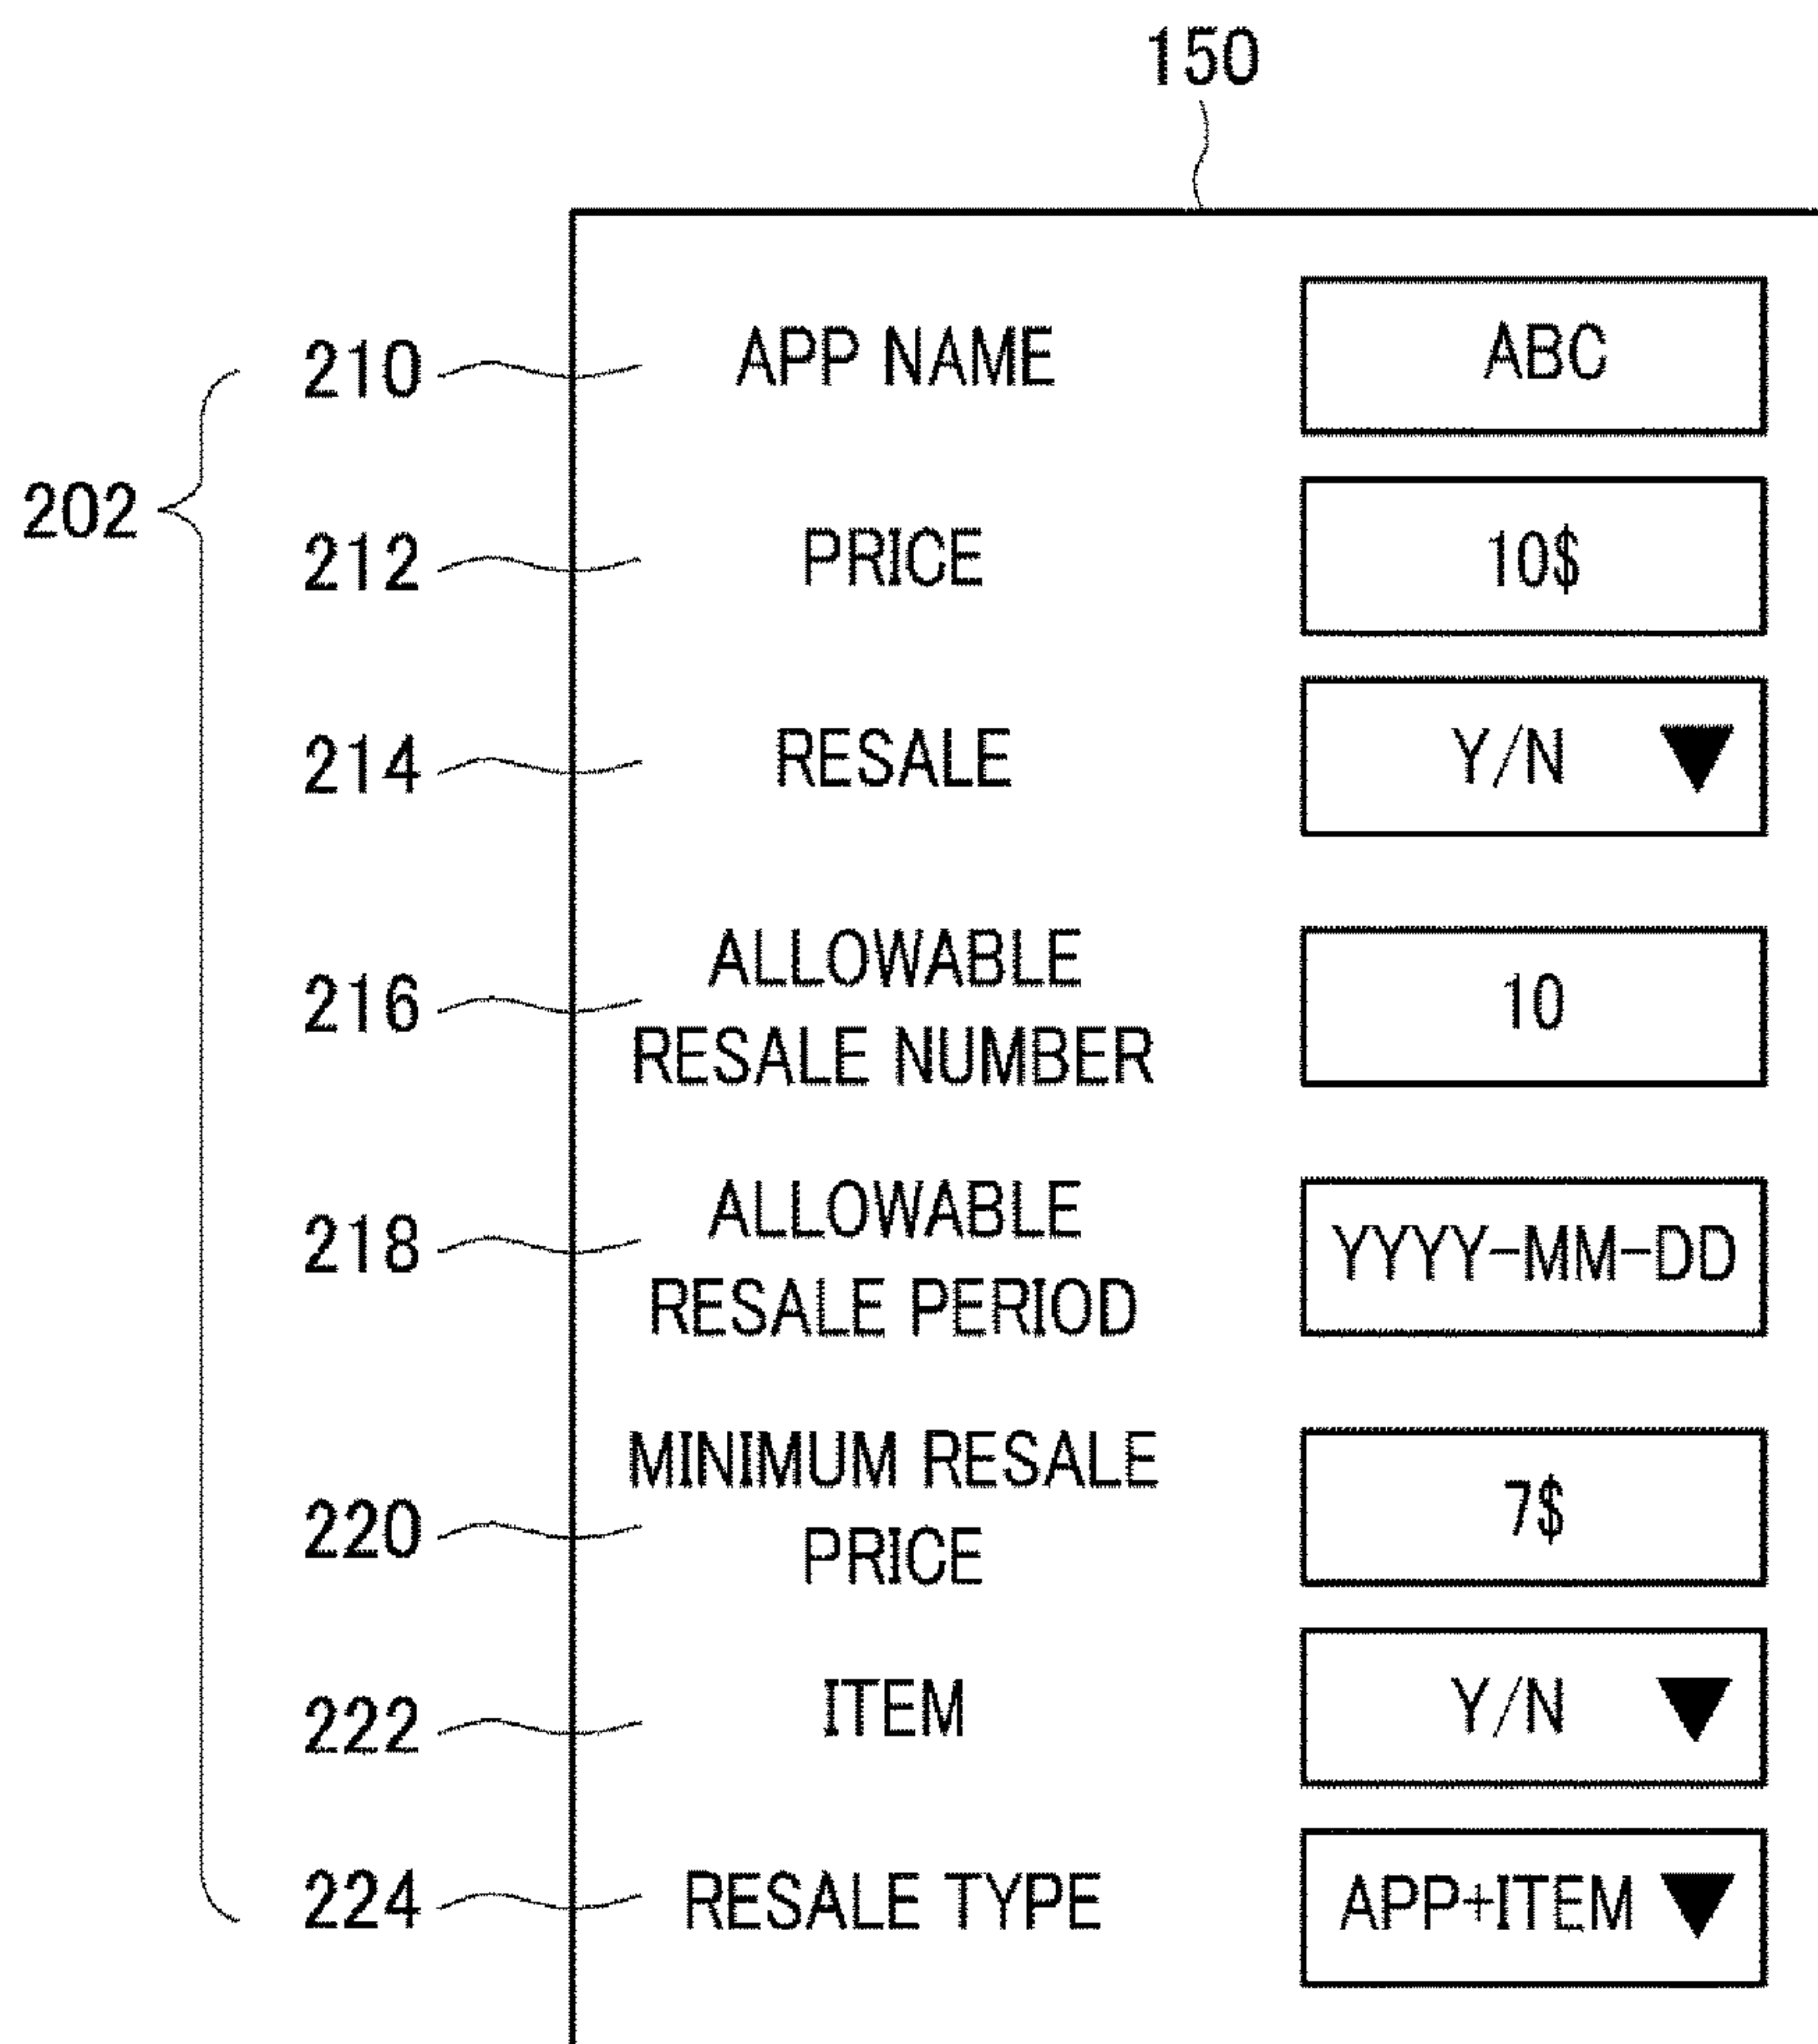 150
202
210 APP NAME ABC
212 PRICE 10$
214 RESALE Y/N ▼
216 ALLOWABLE
RESALE NUMBER 10
218 ALLOWABLE
RESALE PERIOD YYYY-MM-DD
220 MINIMUM RESALE
PRICE 7$
222 ITEM Y/N ▼
224 RESALE TYPE APP+ITEM ▼